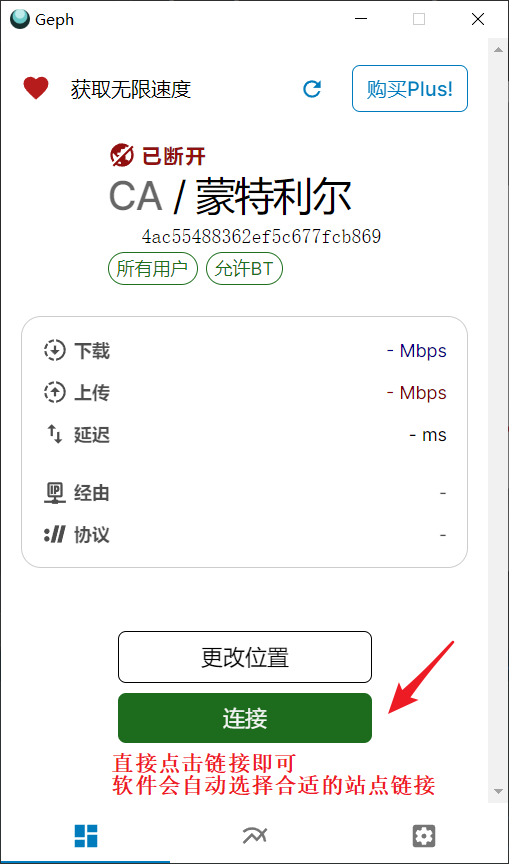 Geph
获取无限速度
购买Plus!
已断开
CA / 蒙特利尔
4ac55488362ef5c677fcb869
所有用户 允许BT
下载 - Mbps
上传 - Mbps
延迟 - ms
经由 -
协议 -
更改位置
连接
直接点击链接即可
软件会自动选择合适的站点链接